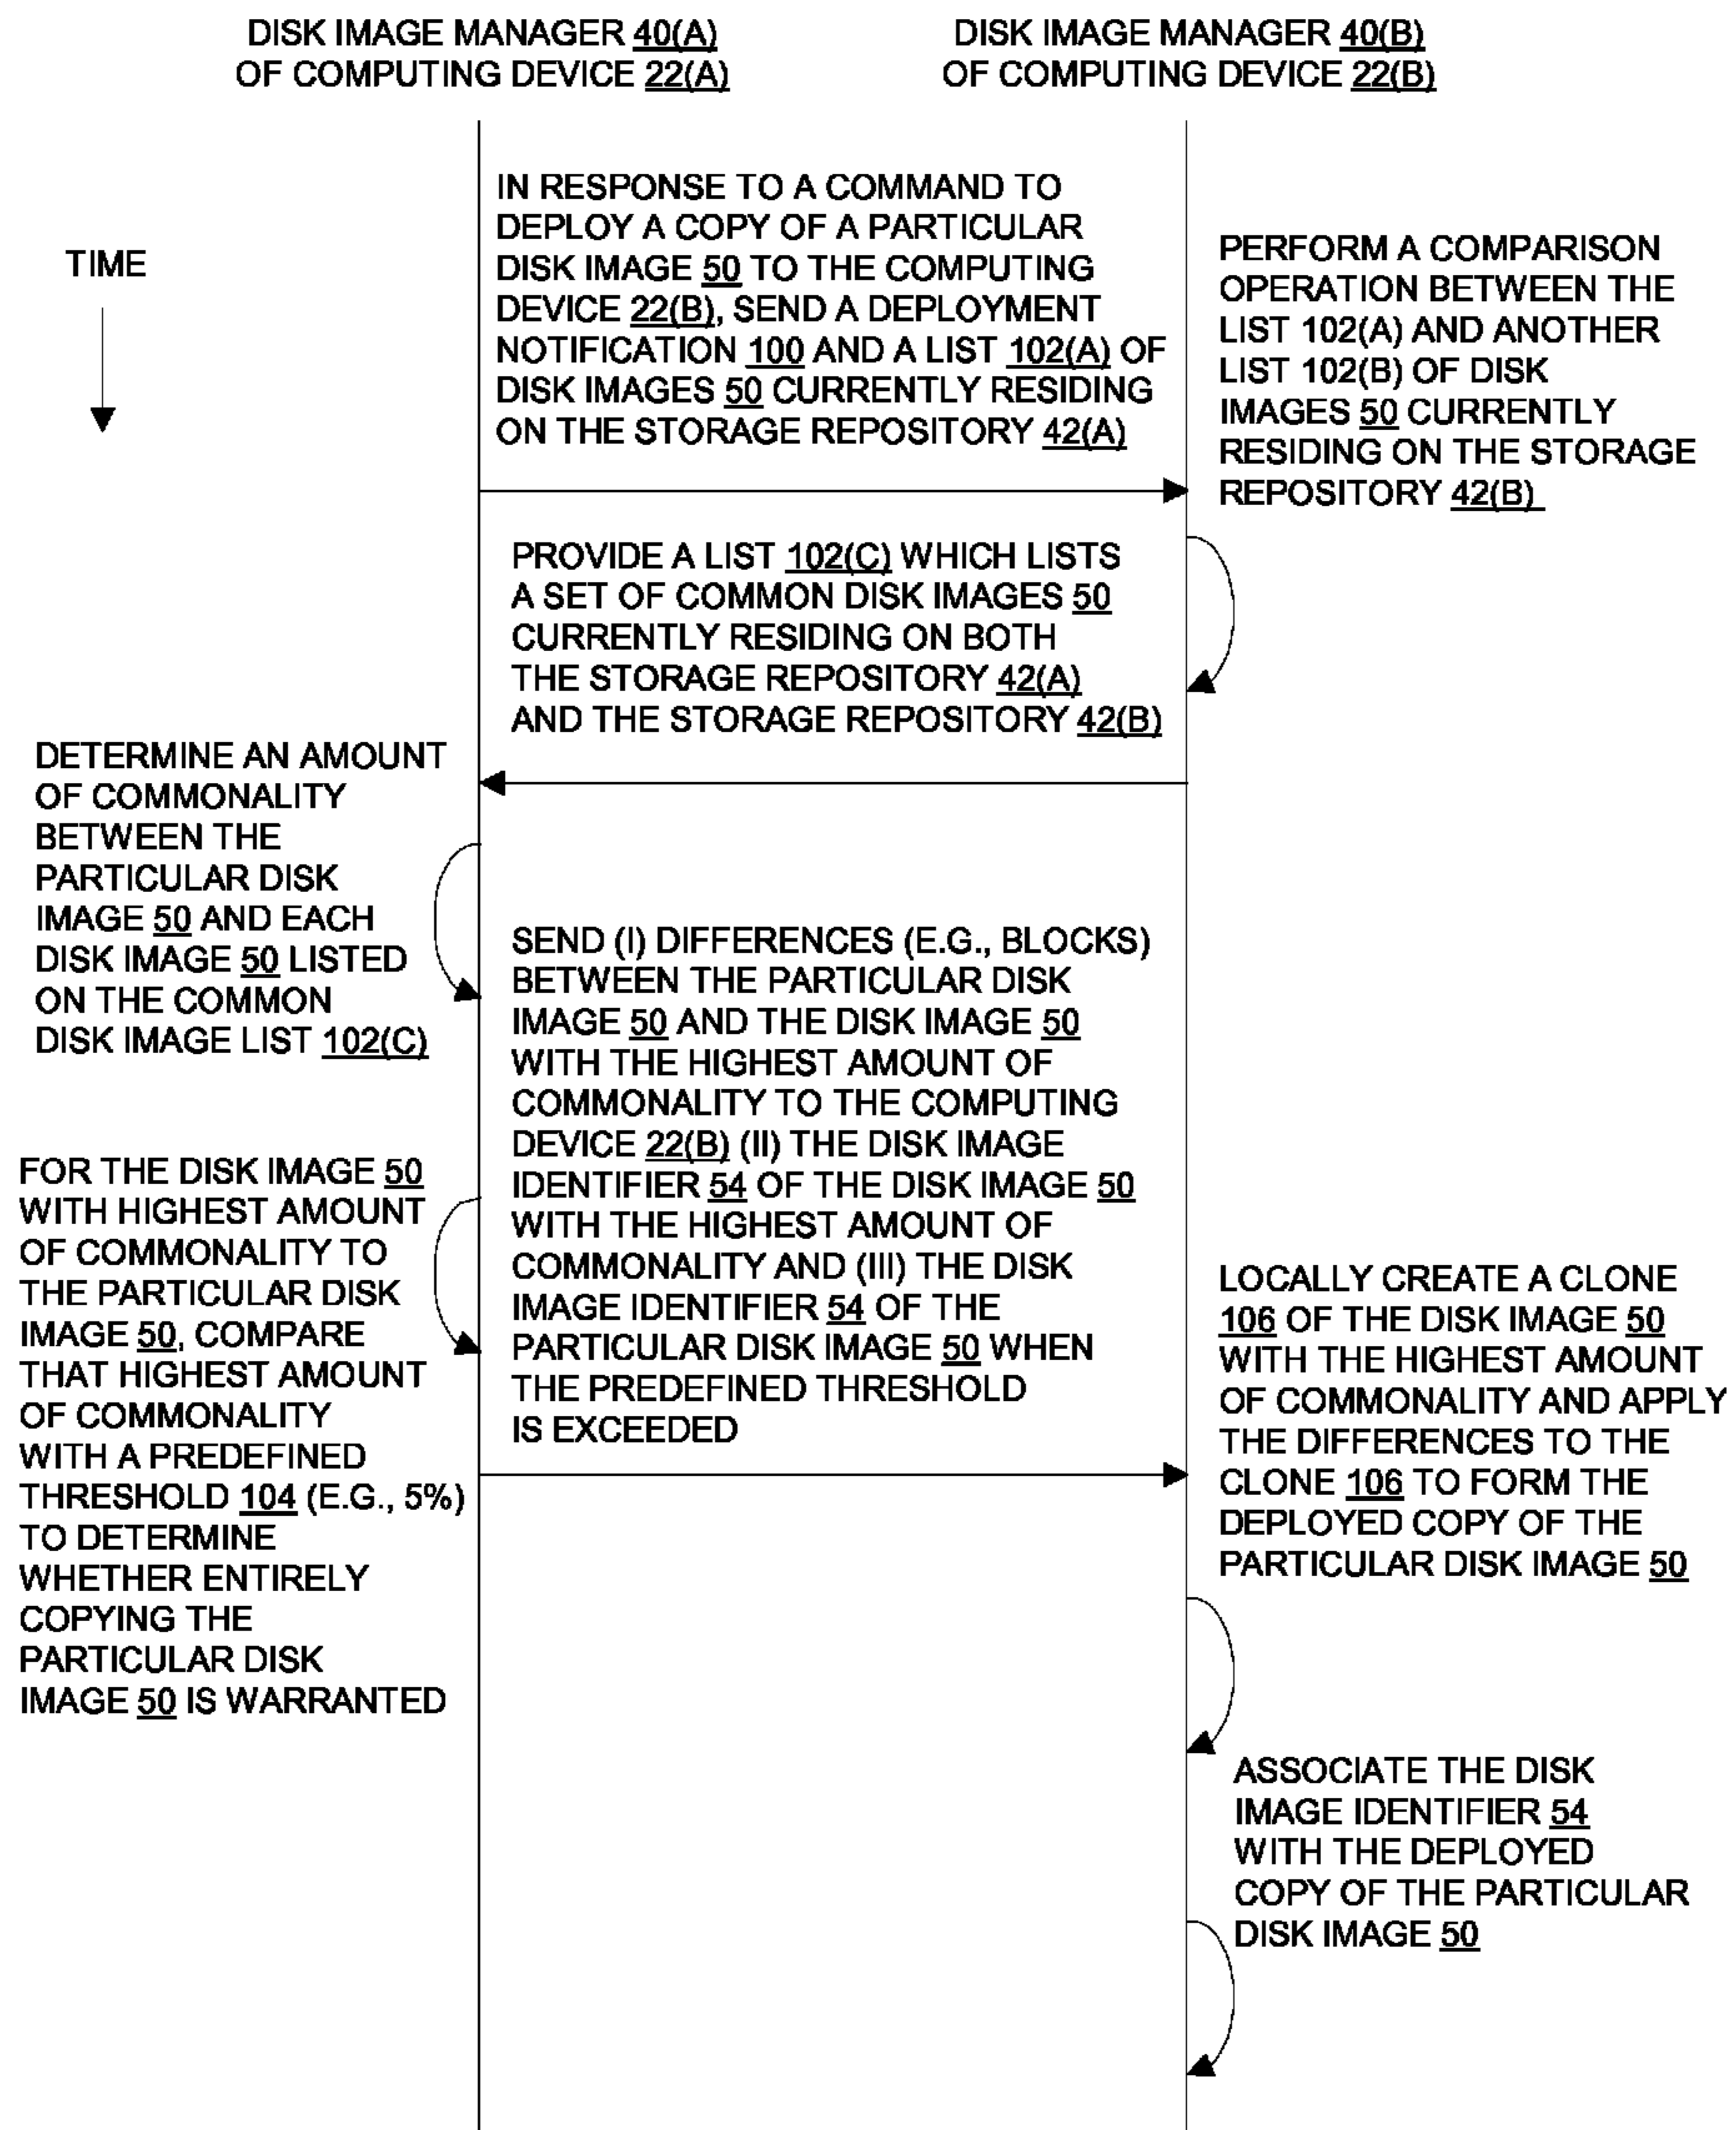 DISK IMAGE MANAGER 40(A)
OF COMPUTING DEVICE 22(A)
DISK IMAGE MANAGER 40(B)
OF COMPUTING DEVICE 22(B)
TIME
IN RESPONSE TO A COMMAND TO
DEPLOY A COPY OF A PARTICULAR
DISK IMAGE 50 TO THE COMPUTING
DEVICE 22(B), SEND A DEPLOYMENT
NOTIFICATION 100 AND A LIST 102(A) OF
DISK IMAGES 50 CURRENTLY RESIDING
ON THE STORAGE REPOSITORY 42(A)
PERFORM A COMPARISON
OPERATION BETWEEN THE
LIST 102(A) AND ANOTHER
LIST 102(B) OF DISK
IMAGES 50 CURRENTLY
RESIDING ON THE STORAGE
REPOSITORY 42(B)
PROVIDE A LIST 102(C) WHICH LISTS
A SET OF COMMON DISK IMAGES 50
CURRENTLY RESIDING ON BOTH
THE STORAGE REPOSITORY 42(A)
AND THE STORAGE REPOSITORY 42(B)
DETERMINE AN AMOUNT
OF COMMONALITY
BETWEEN THE
PARTICULAR DISK
IMAGE 50 AND EACH
DISK IMAGE 50 LISTED
ON THE COMMON
DISK IMAGE LIST 102(C)
FOR THE DISK IMAGE 50
WITH HIGHEST AMOUNT
OF COMMONALITY TO
THE PARTICULAR DISK
IMAGE 50, COMPARE
THAT HIGHEST AMOUNT
OF COMMONALITY
WITH A PREDEFINED
THRESHOLD 104 (E.G., 5%)
TO DETERMINE
WHETHER ENTIRELY
COPYING THE
PARTICULAR DISK
IMAGE 50 IS WARRANTED
SEND (I) DIFFERENCES (E.G., BLOCKS)
BETWEEN THE PARTICULAR DISK
IMAGE 50 AND THE DISK IMAGE 50
WITH THE HIGHEST AMOUNT OF
COMMONALITY TO THE COMPUTING
DEVICE 22(B) (II) THE DISK IMAGE
IDENTIFIER 54 OF THE DISK IMAGE 50
WITH THE HIGHEST AMOUNT OF
COMMONALITY AND (III) THE DISK
IMAGE IDENTIFIER 54 OF THE
PARTICULAR DISK IMAGE 50 WHEN
THE PREDEFINED THRESHOLD
IS EXCEEDED
LOCALLY CREATE A CLONE
106 OF THE DISK IMAGE 50
WITH THE HIGHEST AMOUNT
OF COMMONALITY AND APPLY
THE DIFFERENCES TO THE
CLONE 106 TO FORM THE
DEPLOYED COPY OF THE
PARTICULAR DISK IMAGE 50
ASSOCIATE THE DISK
IMAGE IDENTIFIER 54
WITH THE DEPLOYED
COPY OF THE PARTICULAR
DISK IMAGE 50